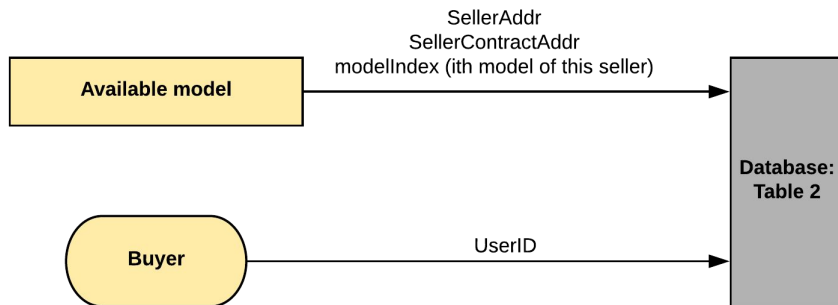 SellerAddr
SellerContractAddr
modelIndex (ith model of this seller)
Available model
Database:
Table 2
UserID
Buyer